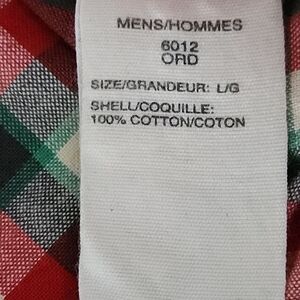 MENS/HOMMES
6012
ORD
SIZE/GRANDEUR: L/G
SHELL/COQUILLE:
100% COTTON/COTON